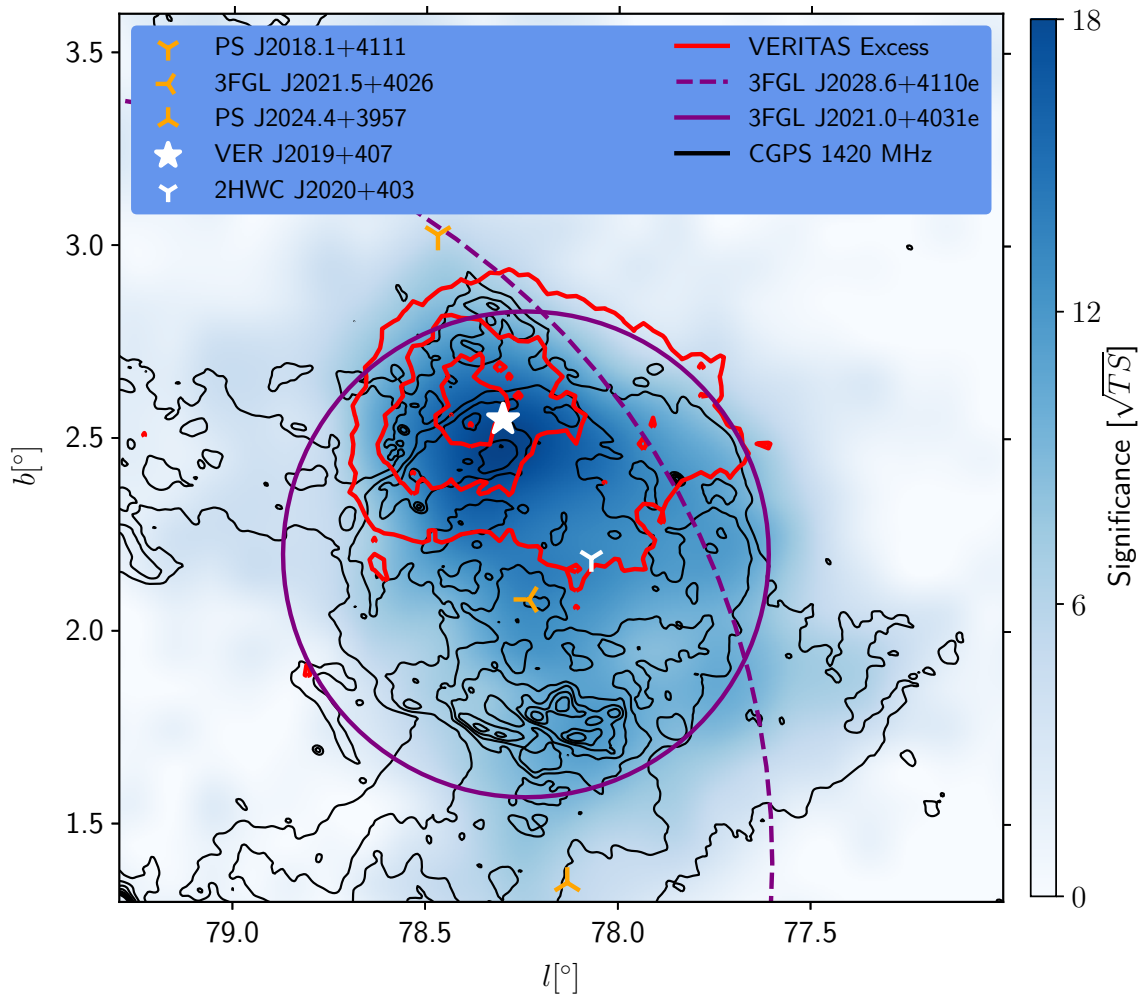 PS J2018.1+4111
3FGL J2021.5+4026
PS J2024.4+3957
VER J2019+407
2HWC J2020+403
VERITAS Excess
3FGL J2028.6+4110e
3FGL J2021.0+4031e
CGPS 1420 MHz
3.5
3.0
2.5
2.0
1.5
b[°]
79.0
78.5
78.0
77.5
l[°]
18
12
6
0
Significance [√TS]